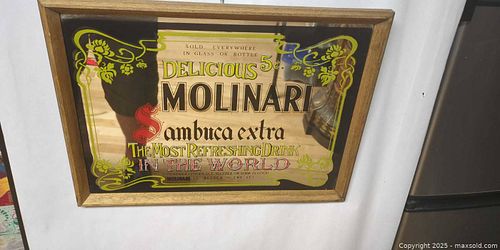 SOLD EVERYWHERE
IN GLASS OR BOTTLE
DELICIOUS 5¢
MOLINARI
Sambuca extra
THE MOST REFRESHING DRINK
IN THE WORLD
MOLINARI
Copyright 2025 - maxsold.com